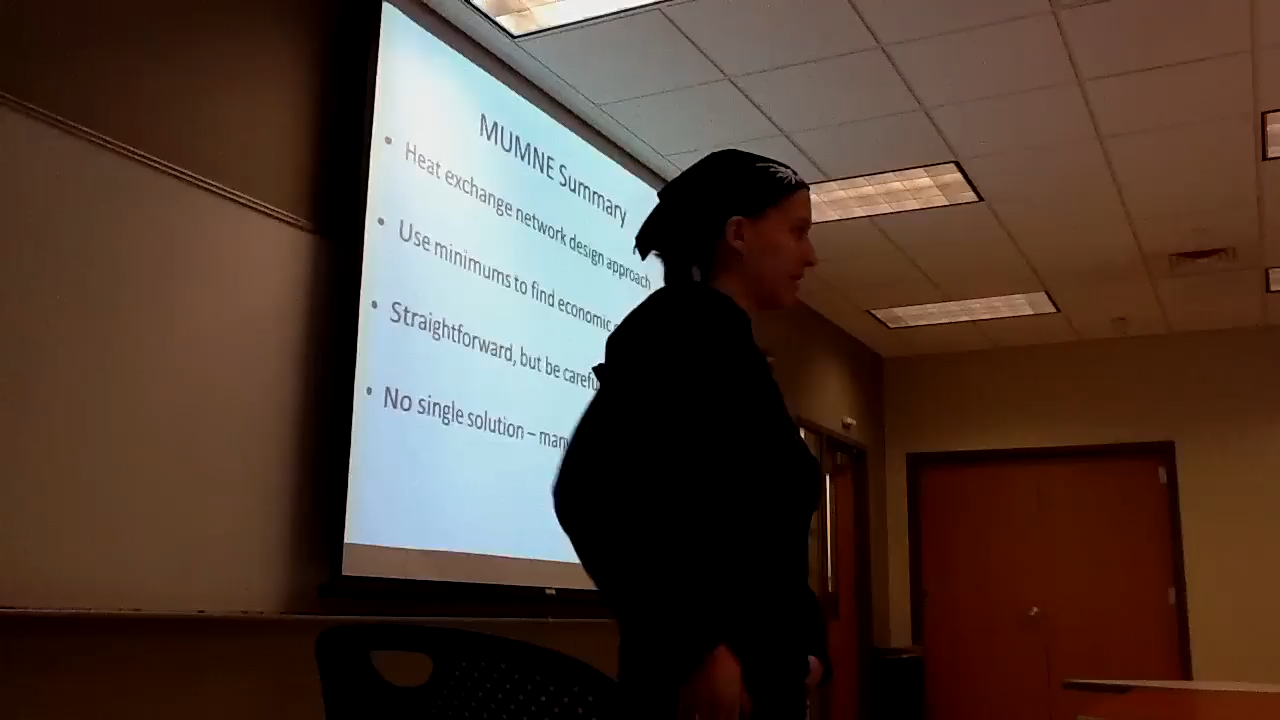 MUMNE Summary
• Heat exchange network design approach
• Use minimums to find economic
• Straightforward, but be carefu
• No single solution – man